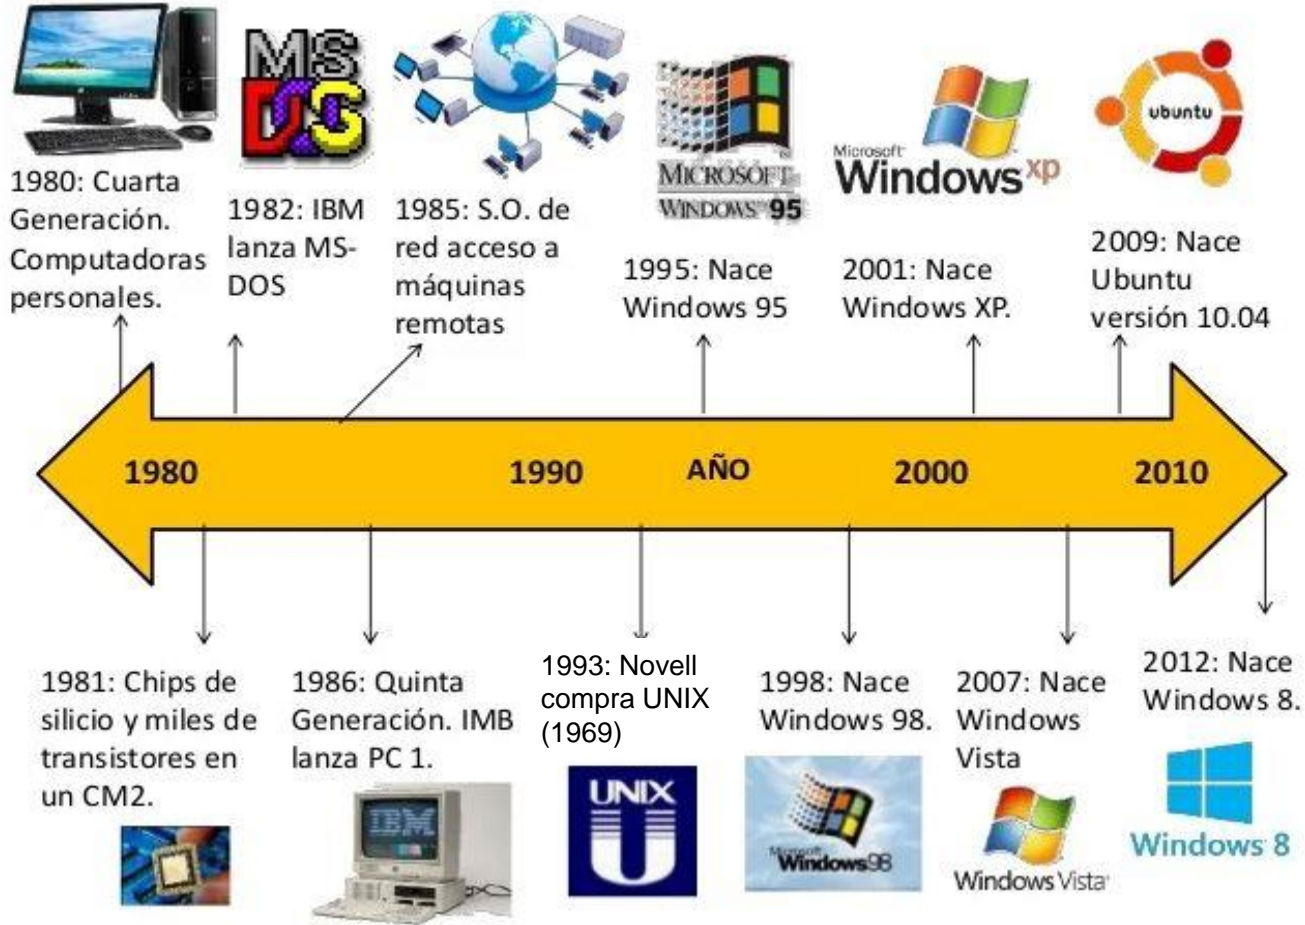 MS
DOS
MICROSOFT
WINDOWS 95
Microsoft
Windows xp
ubuntu
1980: Cuarta
Generación.
Computadoras
personales.
1982: IBM
lanza MS-
DOS
1985: S.O. de
red acceso a
máquinas
remotas
1995: Nace
Windows 95
2001: Nace
Windows XP.
2009: Nace
Ubuntu
versión 10.04
1980
1990
AÑO
2000
2010
1981: Chips de
silicio y miles de
transistores en
un CM2.
1986: Quinta
Generación. IMB
lanza PC 1.
IBM
1993: Novell
compra UNIX
(1969)
UNIX
U
1998: Nace
Windows 98.
Microsoft
Windows98
2007: Nace
Windows
Vista
Windows Vista
2012: Nace
Windows 8.
Windows 8